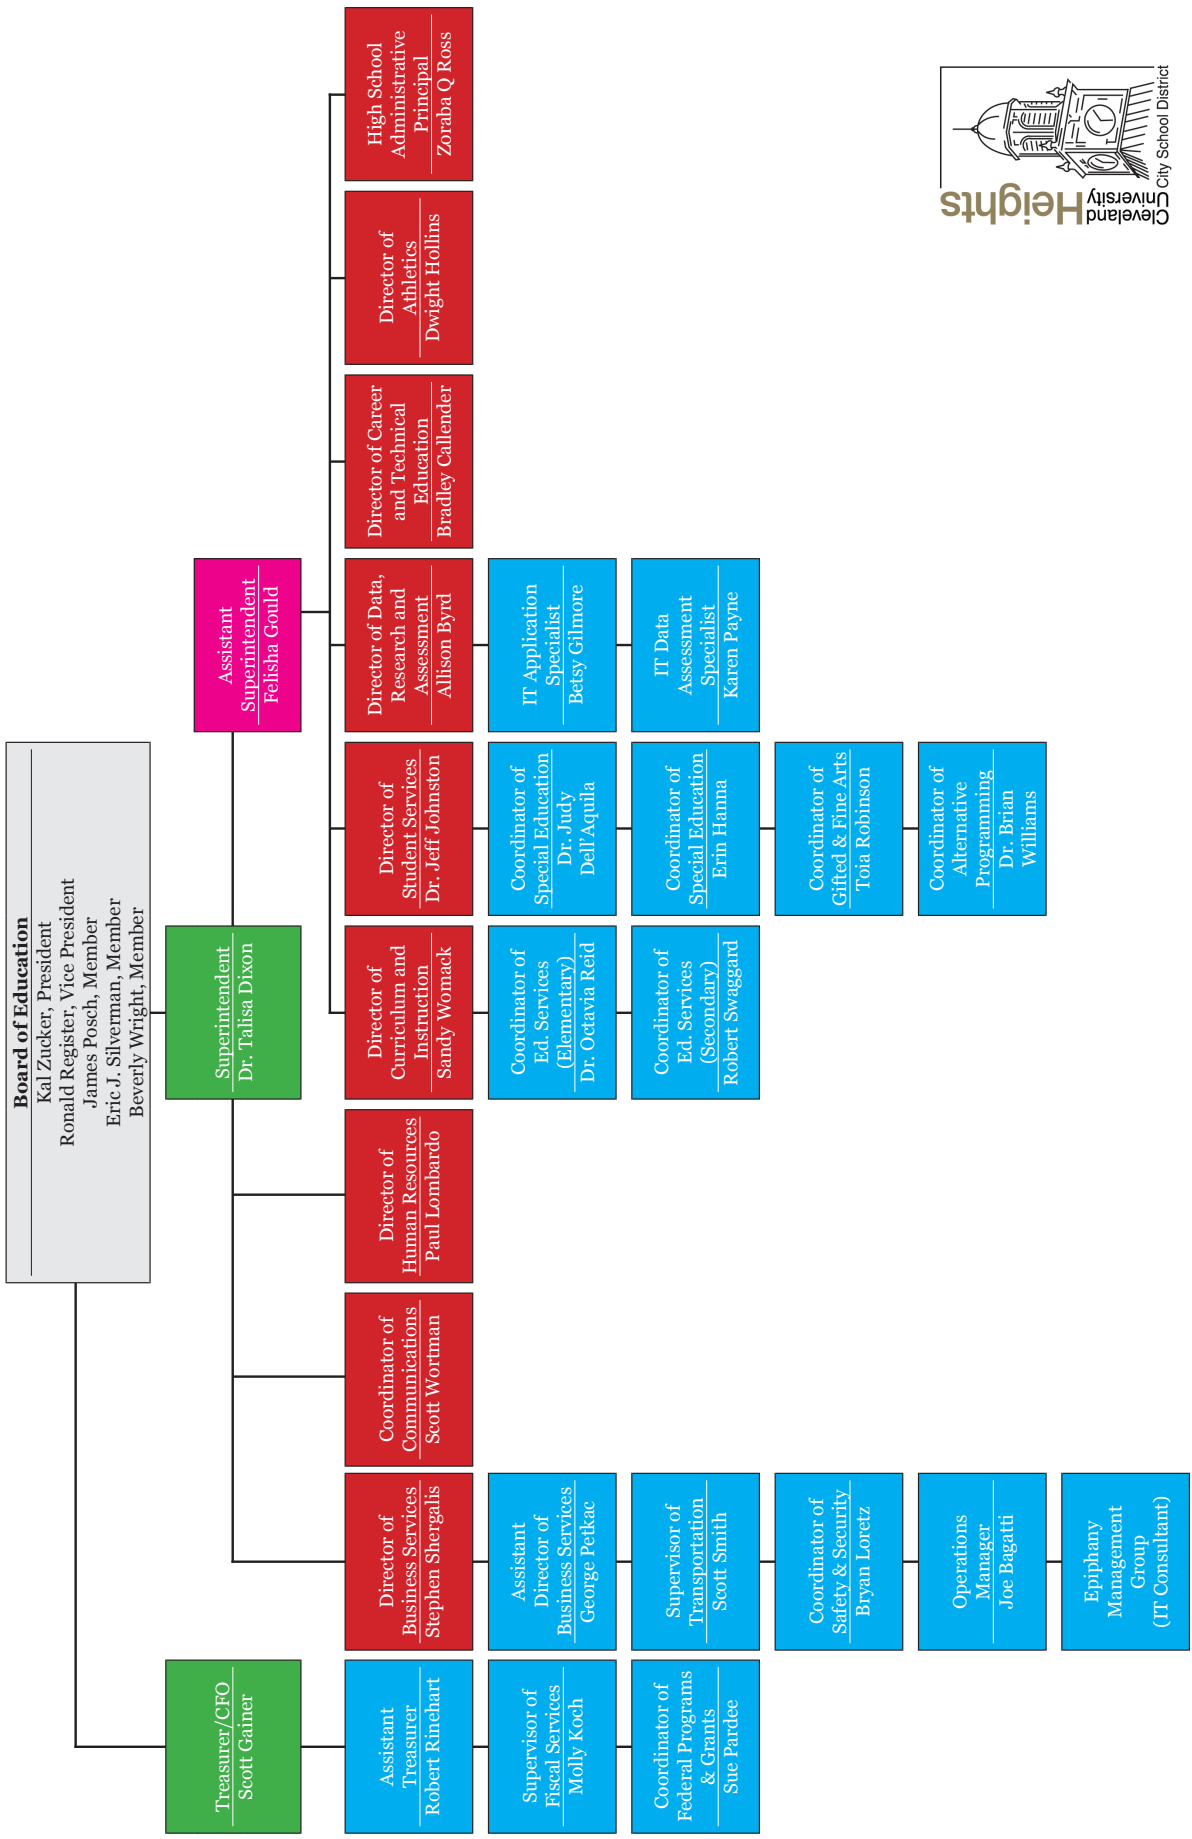 Board of Education
Kal Zucker, President
Ronald Register, Vice President
James Posch, Member
Eric J. Silverman, Member
Beverly Wright, Member
Treasurer/CFO
Scott Gainer
Superintendent
Dr. Talisa Dixon
Assistant
Superintendent
Felisha Gould
Assistant
Treasurer
Robert Rinehart
Supervisor of
Fiscal Services
Molly Koch
Coordinator of
Federal Programs
& Grants
Sue Pardee
Director of
Business Services
Stephen Shergalis
Assistant
Director of
Business Services
George Petkac
Supervisor of
Transportation
Scott Smith
Coordinator of
Safety & Security
Bryan Loretz
Operations
Manager
Joe Bagatti
Epiphany
Management
Group
(IT Consultant)
Coordinator of
Communications
Scott Wortman
Director of
Human Resources
Paul Lombardo
Director of
Curriculum and
Instruction
Sandy Womack
Coordinator of
Ed. Services
(Elementary)
Dr. Octavia Reid
Coordinator of
Ed. Services
(Secondary)
Robert Swaggard
Director of
Student Services
Dr. Jeff Johnston
Coordinator of
Special Education
Dr. Judy
Dell'Aquila
Coordinator of
Special Education
Erin Hanna
Coordinator of
Gifted & Fine Arts
Toia Robinson
Coordinator of
Alternative
Programming
Dr. Brian
Williams
Director of Data,
Research and
Assessment
Allison Byrd
IT Application
Specialist
Betsy Gilmore
IT Data
Assessment
Specialist
Karen Payne
Director of Career
and Technical
Education
Bradley Callender
Director of
Athletics
Dwight Hollins
High School
Administrative
Principal
Zoraba Q Ross
Cleveland
University
Heights
City School District